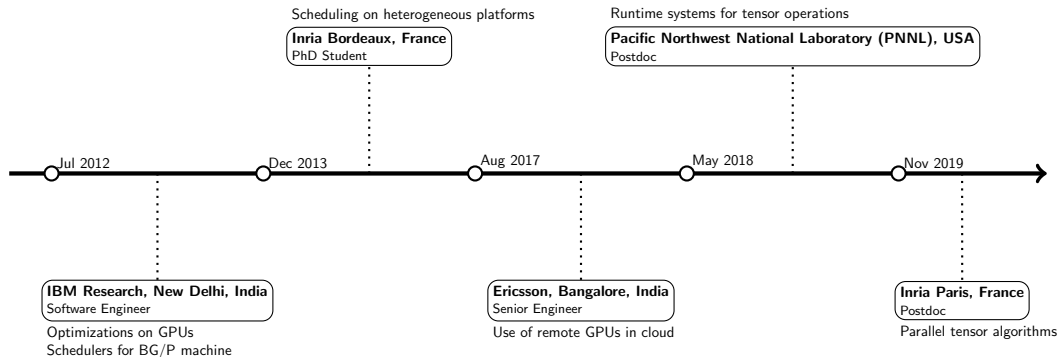 Scheduling on heterogeneous platforms
Inria Bordeaux, France
PhD Student
Runtime systems for tensor operations
Pacific Northwest National Laboratory (PNNL), USA
Postdoc
Jul 2012
Dec 2013
Aug 2017
May 2018
Nov 2019
IBM Research, New Delhi, India
Software Engineer
Optimizations on GPUs
Schedulers for BG/P machine
Ericsson, Bangalore, India
Senior Engineer
Use of remote GPUs in cloud
Inria Paris, France
Postdoc
Parallel tensor algorithms